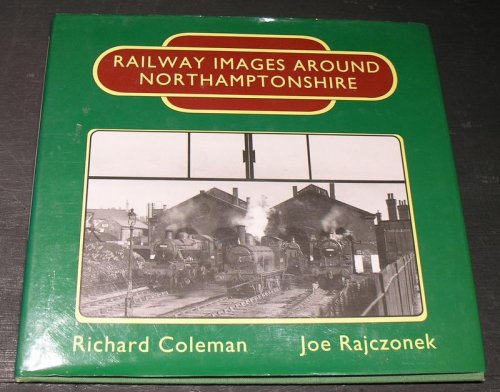 RAILWAY IMAGES AROUND
NORTHAMPTONSHIRE
Richard Coleman Joe Rajczonek